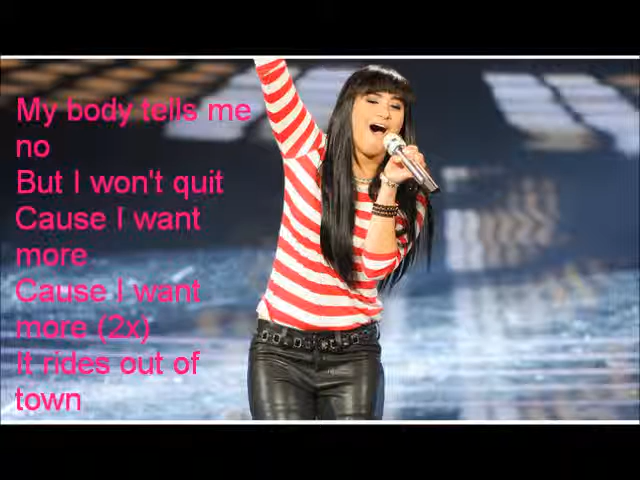 My body tells me
no
But I won't quit
Cause I want
more
Cause I want
more (2x)
It rides out of
town